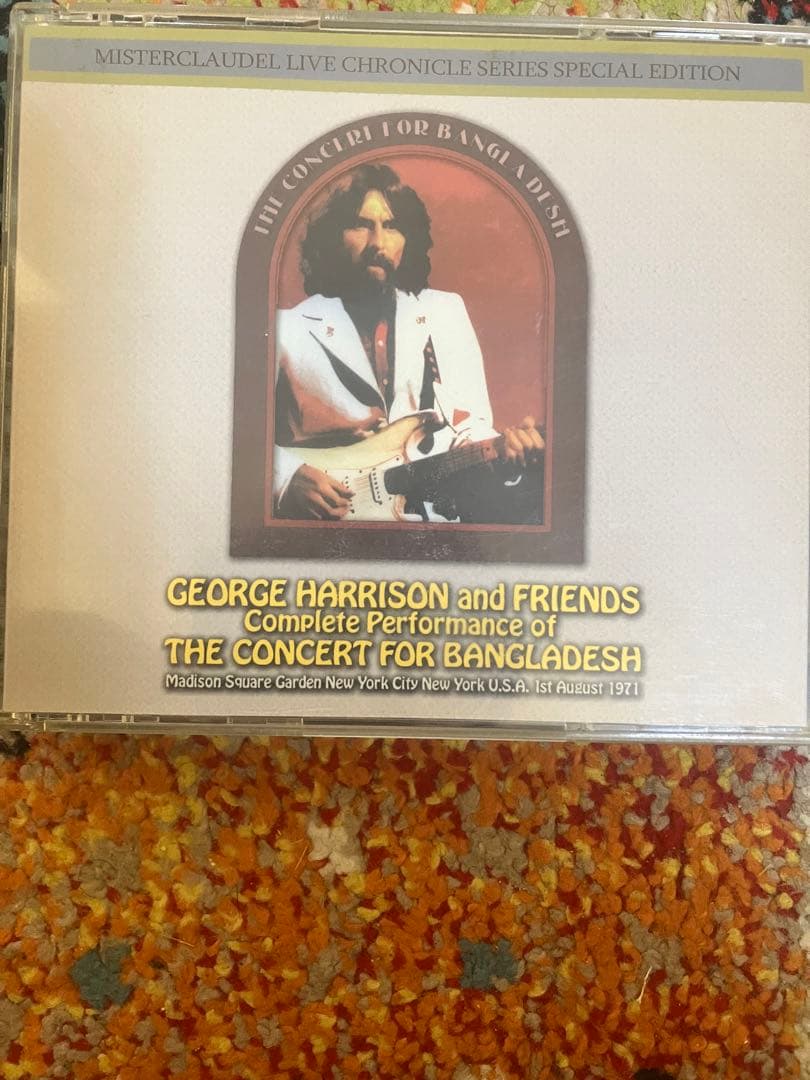 MISTERCLAUDEL LIVE CHRONICLE SERIES SPECIAL EDITION
THE CONCERT FOR BANGLADESH
GEORGE HARRISON and FRIENDS
Complete Performance of
THE CONCERT FOR BANGLADESH
Madison Square Garden New York City New York U.S.A. 1st August 1971